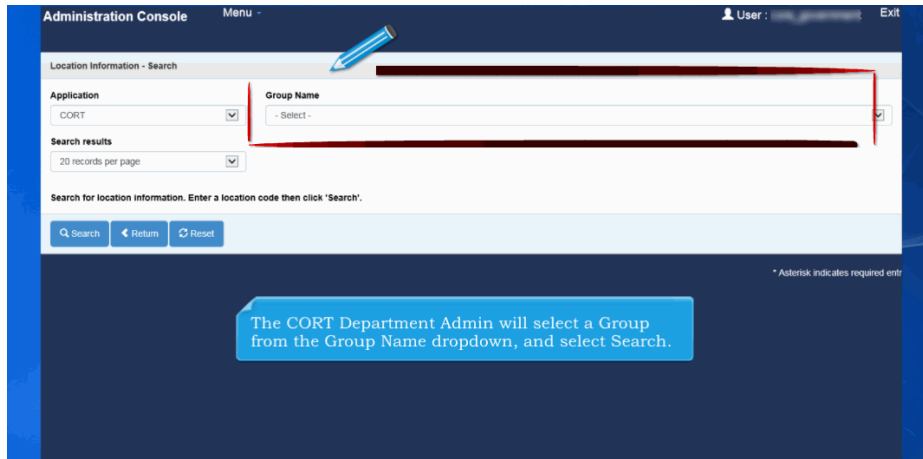 Administration Console Menu - User : Exit
Location Information - Search
Application Group Name
CORT - Select -
Search results
20 records per page
Search for location information. Enter a location code then click 'Search'.
Search Return Reset
* Asterisk indicates required
The CORT Department Admin will select a Group
from the Group Name dropdown, and select Search.